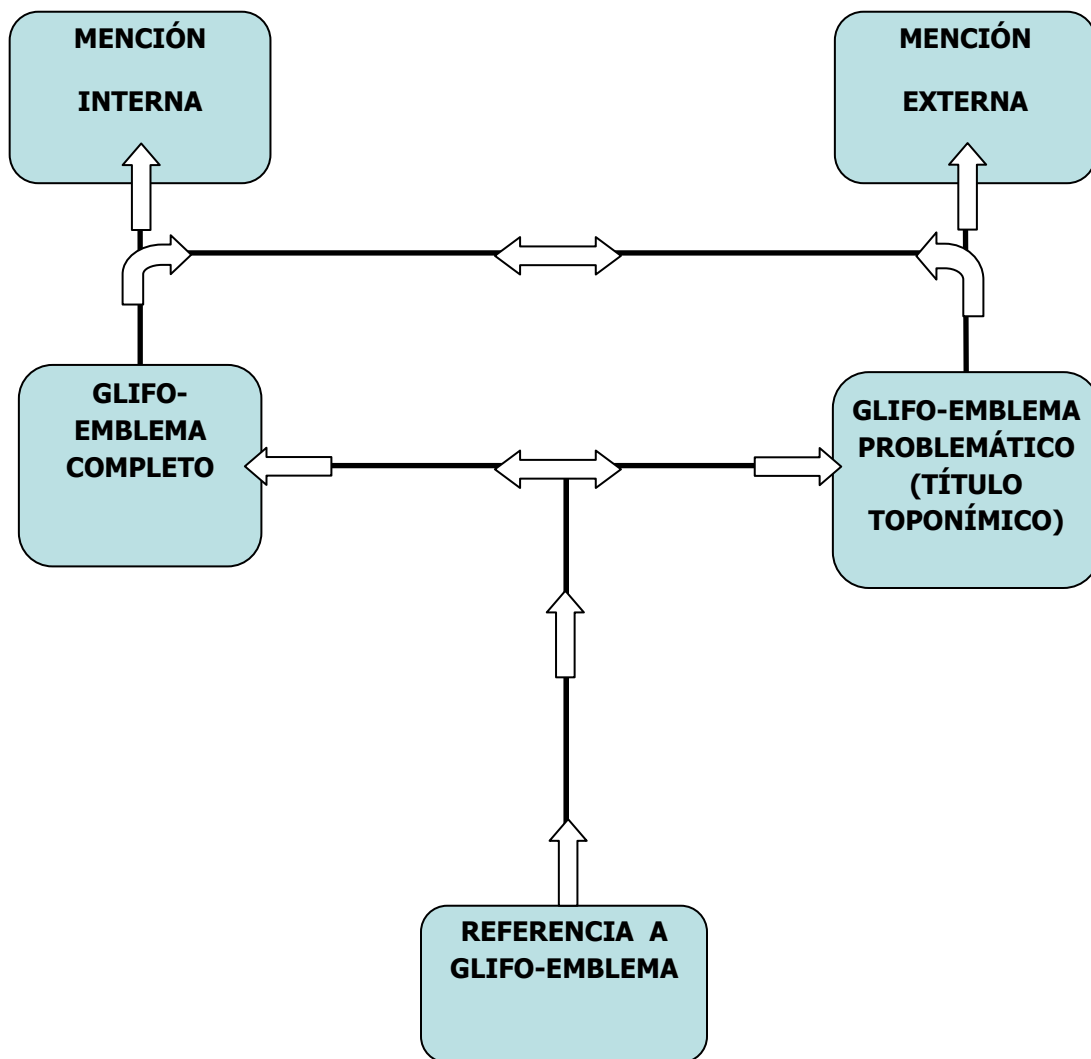 MENCIÓN
INTERNA
MENCIÓN
EXTERNA
GLIFO-
EMBLEMA
COMPLETO
GLIFO-EMBLEMA
PROBLEMÁTICO
(TÍTULO
TOPONÍMICO)
REFERENCIA A
GLIFO-EMBLEMA